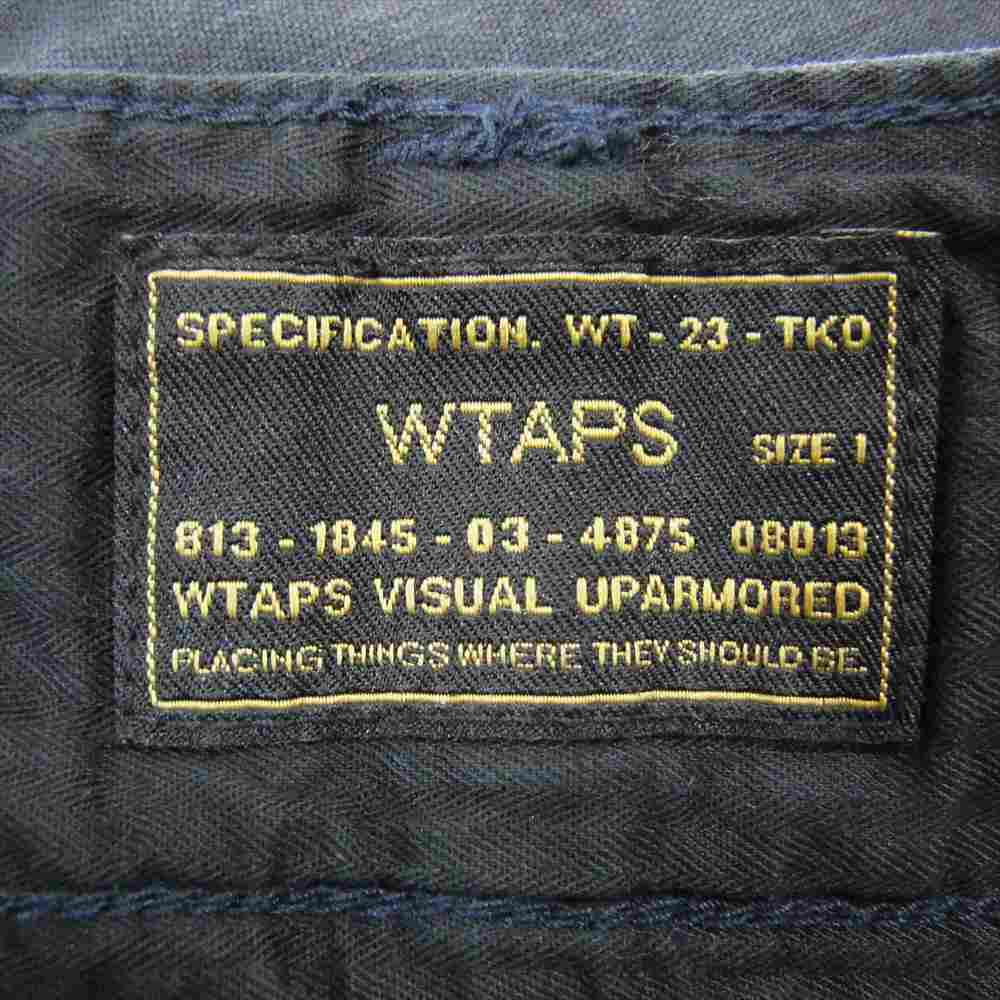 SPECIFICATION. WT - 23 - TKO
WTAPS SIZE 1
813 - 1845 - 03 - 4875 08013
WTAPS VISUAL UPARMORED
PLACING THINGS WHERE THEY SHOULD BE.